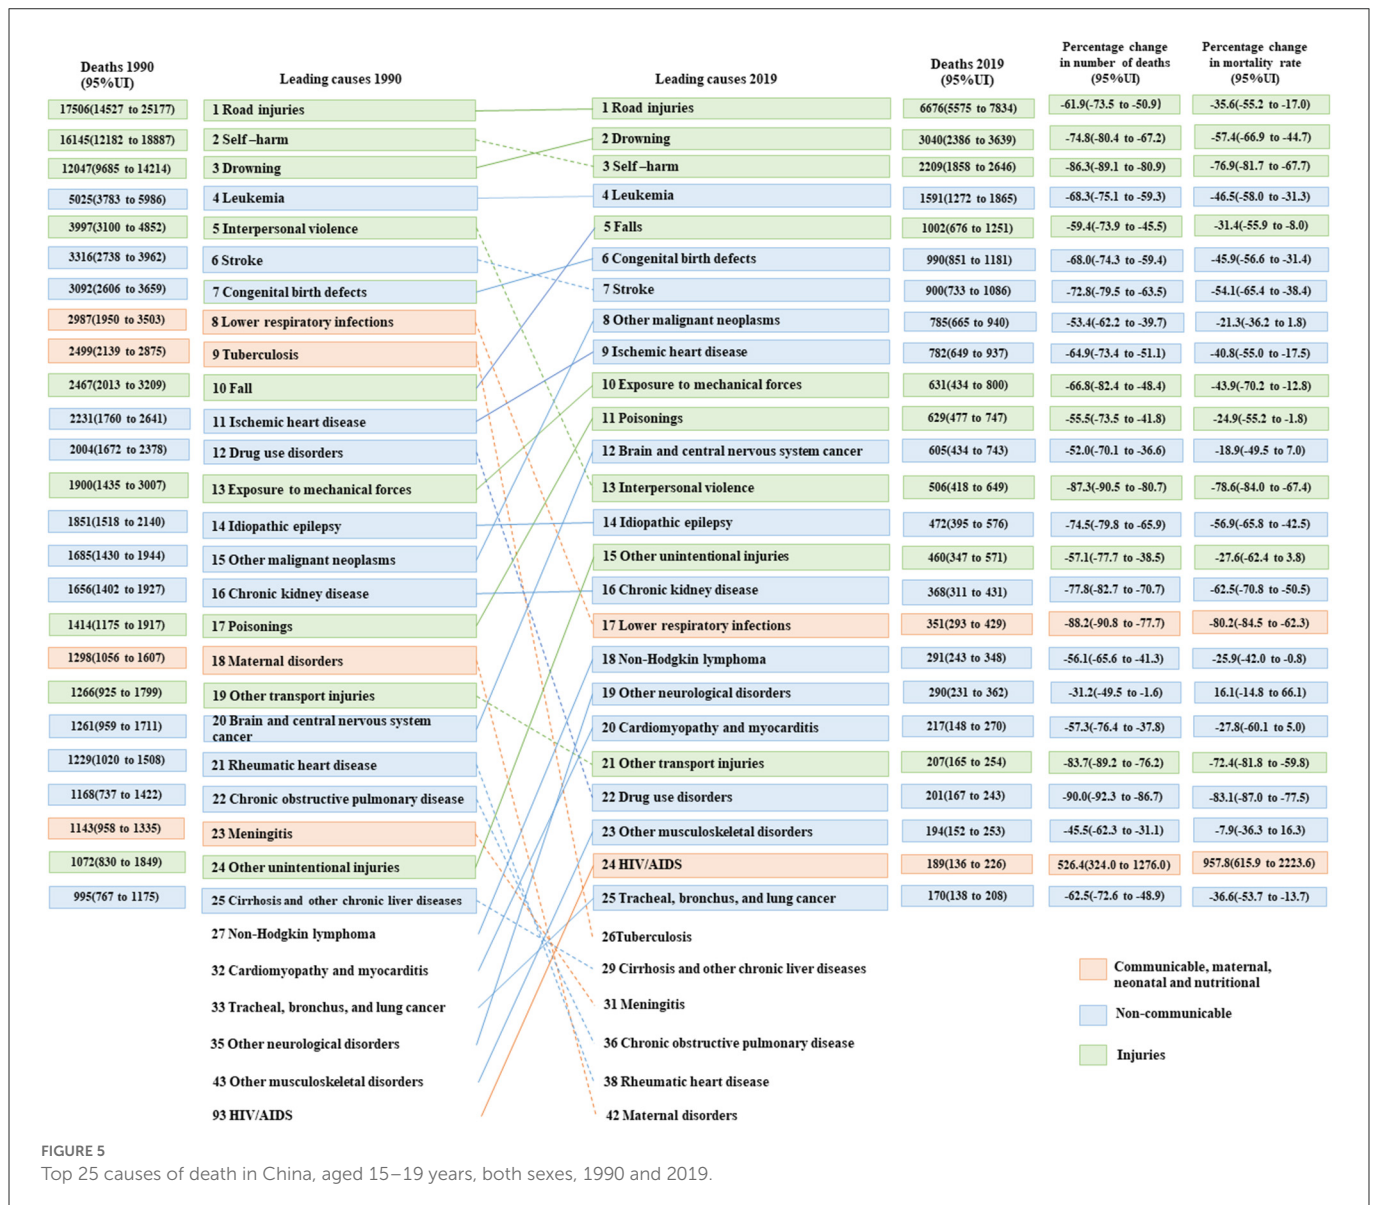 Deaths 1990
(95%UI)
Leading causes 1990
Leading causes 2019
Deaths 2019
(95%UI)
Percentage change
in number of deaths
(95%UI)
Percentage change
in mortality rate
(95%UI)
17506(14527 to 25177)
1 Road injuries
1 Road injuries
6676(5575 to 7834)
-61.9(-73.5 to -50.9)
-35.6(-55.2 to -17.0)
16145(12182 to 18887)
2 Self–harm
2 Drowning
3040(2386 to 3639)
-74.8(-80.4 to -67.2)
-57.4(-66.9 to -44.7)
12047(9685 to 14214)
3 Drowning
3 Self–harm
2209(1858 to 2646)
-86.3(-89.1 to -80.9)
-76.9(-81.7 to -67.7)
5025(3783 to 5986)
4 Leukemia
4 Leukemia
1591(1272 to 1865)
-68.3(-75.1 to -59.3)
-46.5(-58.0 to -31.3)
3997(3100 to 4852)
5 Interpersonal violence
5 Falls
1002(676 to 1251)
-59.4(-73.9 to -45.5)
-31.4(-55.9 to -8.0)
3316(2738 to 3962)
6 Stroke
6 Congenital birth defects
990(851 to 1181)
-68.0(-74.3 to -59.4)
-45.9(-56.6 to -31.4)
3092(2606 to 3659)
7 Congenital birth defects
7 Stroke
900(733 to 1086)
-72.8(-79.5 to -63.5)
-54.1(-65.4 to -38.4)
2987(1950 to 3503)
8 Lower respiratory infections
8 Other malignant neoplasms
785(665 to 940)
-53.4(-62.2 to -39.7)
-21.3(-36.2 to 1.8)
2499(2139 to 2875)
9 Tuberculosis
9 Ischemic heart disease
782(649 to 937)
-64.9(-73.4 to -51.1)
-40.8(-55.0 to -17.5)
2467(2013 to 3209)
10 Fall
10 Exposure to mechanical forces
631(434 to 800)
-66.8(-82.4 to -48.4)
-43.9(-70.2 to -12.8)
2231(1760 to 2641)
11 Ischemic heart disease
11 Poisonings
629(477 to 747)
-55.5(-73.5 to -41.8)
-24.9(-55.2 to -1.8)
2004(1672 to 2378)
12 Drug use disorders
12 Brain and central nervous system cancer
605(434 to 743)
-52.0(-70.1 to -36.6)
-18.9(-49.5 to 7.0)
1900(1435 to 3007)
13 Exposure to mechanical forces
13 Interpersonal violence
506(418 to 649)
-87.3(-90.5 to -80.7)
-78.6(-84.0 to -67.4)
1851(1518 to 2140)
14 Idiopathic epilepsy
14 Idiopathic epilepsy
472(395 to 576)
-74.5(-79.8 to -65.9)
-56.9(-65.8 to -42.5)
1685(1430 to 1944)
15 Other malignant neoplasms
15 Other unintentional injuries
460(347 to 571)
-57.1(-77.7 to -38.5)
-27.6(-62.4 to 3.8)
1656(1402 to 1927)
16 Chronic kidney disease
16 Chronic kidney disease
368(311 to 431)
-77.8(-82.7 to -70.7)
-62.5(-70.8 to -50.5)
1414(1175 to 1917)
17 Poisonings
17 Lower respiratory infections
351(293 to 429)
-88.2(-90.8 to -77.7)
-80.2(-84.5 to -62.3)
1298(1056 to 1607)
18 Maternal disorders
18 Non-Hodgkin lymphoma
291(243 to 348)
-56.1(-65.6 to -41.3)
-25.9(-42.0 to -0.8)
1266(925 to 1799)
19 Other transport injuries
19 Other neurological disorders
290(231 to 362)
-31.2(-49.5 to -1.6)
16.1(-14.8 to 66.1)
1261(959 to 1711)
20 Brain and central nervous system
cancer
20 Cardiomyopathy and myocarditis
217(148 to 270)
-57.3(-76.4 to -37.8)
-27.8(-60.1 to 5.0)
1229(1020 to 1508)
21 Rheumatic heart disease
21 Other transport injuries
207(165 to 254)
-83.7(-89.2 to -76.2)
-72.4(-81.8 to -59.8)
1168(737 to 1422)
22 Chronic obstructive pulmonary disease
22 Drug use disorders
201(167 to 243)
-90.0(-92.3 to -86.7)
-83.1(-87.0 to -77.5)
1143(958 to 1335)
23 Meningitis
23 Other musculoskeletal disorders
194(152 to 253)
-45.5(-62.3 to -31.1)
-7.9(-36.3 to 16.3)
1072(830 to 1849)
24 Other unintentional injuries
24 HIV/AIDS
189(136 to 226)
526.4(324.0 to 1276.0)
957.8(615.9 to 2223.6)
995(767 to 1175)
25 Cirrhosis and other chronic liver diseases
25 Tracheal, bronchus, and lung cancer
170(138 to 208)
-62.5(-72.6 to -48.9)
-36.6(-53.7 to -13.7)
27 Non-Hodgkin lymphoma
26Tuberculosis
32 Cardiomyopathy and myocarditis
29 Cirrhosis and other chronic liver diseases
33 Tracheal, bronchus, and lung cancer
31 Meningitis
35 Other neurological disorders
36 Chronic obstructive pulmonary disease
43 Other musculoskeletal disorders
38 Rheumatic heart disease
93 HIV/AIDS
42 Maternal disorders
Communicable, maternal,
neonatal and nutritional
Non-communicable
Injuries
FIGURE 5
Top 25 causes of death in China, aged 15–19 years, both sexes, 1990 and 2019.